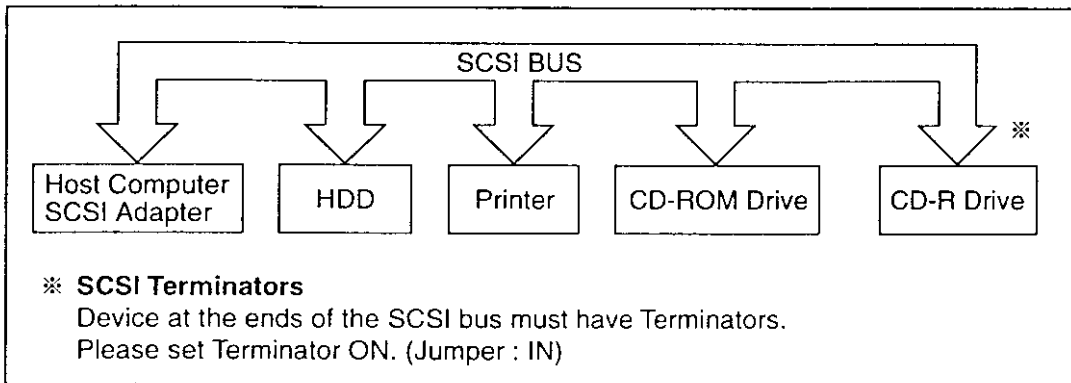 SCSI BUS
※
Host Computer
SCSI Adapter
HDD
Printer
CD-ROM Drive
CD-R Drive
※ SCSI Terminators
Device at the ends of the SCSI bus must have Terminators.
Please set Terminator ON. (Jumper : IN)